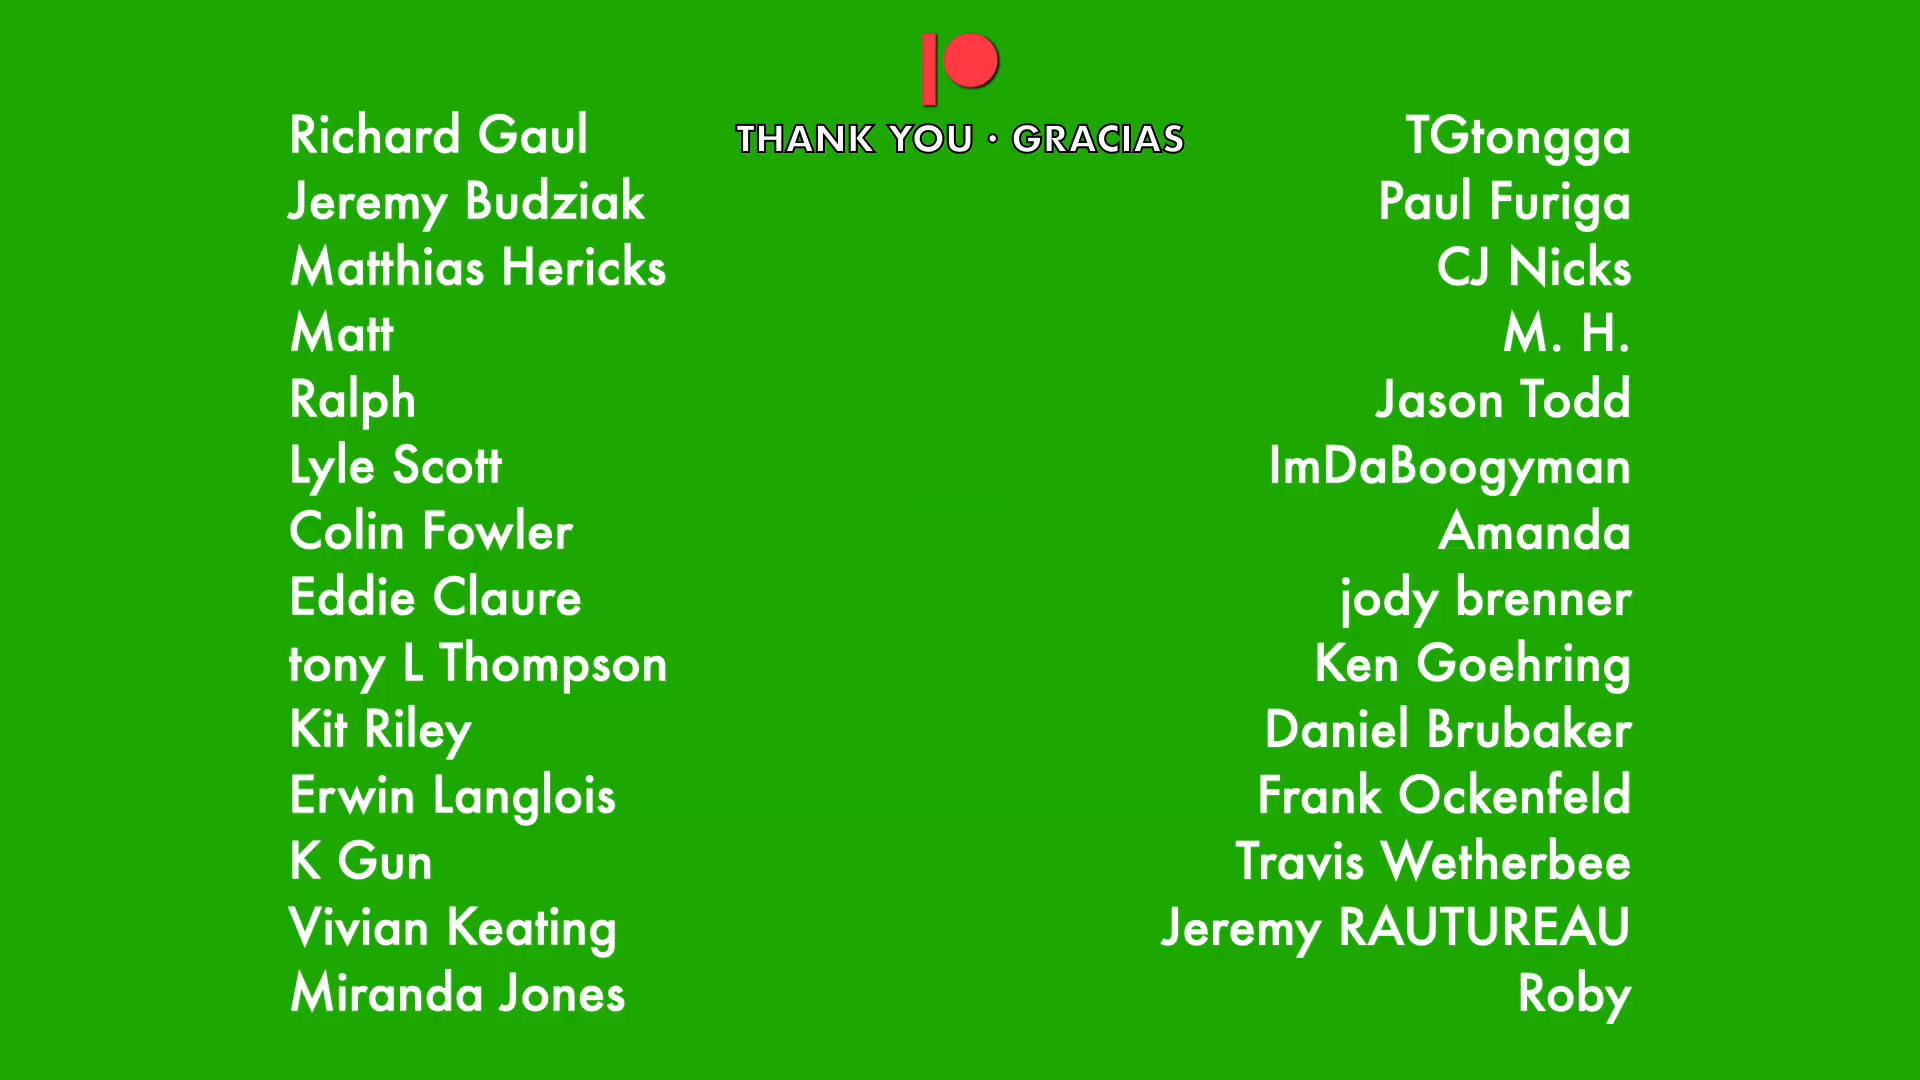 THANK YOU · GRACIAS
Richard Gaul
Jeremy Budziak
Matthias Hericks
Matt
Ralph
Lyle Scott
Colin Fowler
Eddie Claure
tony L Thompson
Kit Riley
Erwin Langlois
K Gun
Vivian Keating
Miranda Jones
TGtongga
Paul Furiga
CJ Nicks
M. H.
Jason Todd
ImDaBoogyman
Amanda
jody brenner
Ken Goehring
Daniel Brubaker
Frank Ockenfeld
Travis Wetherbee
Jeremy RAUTUREAU
Roby